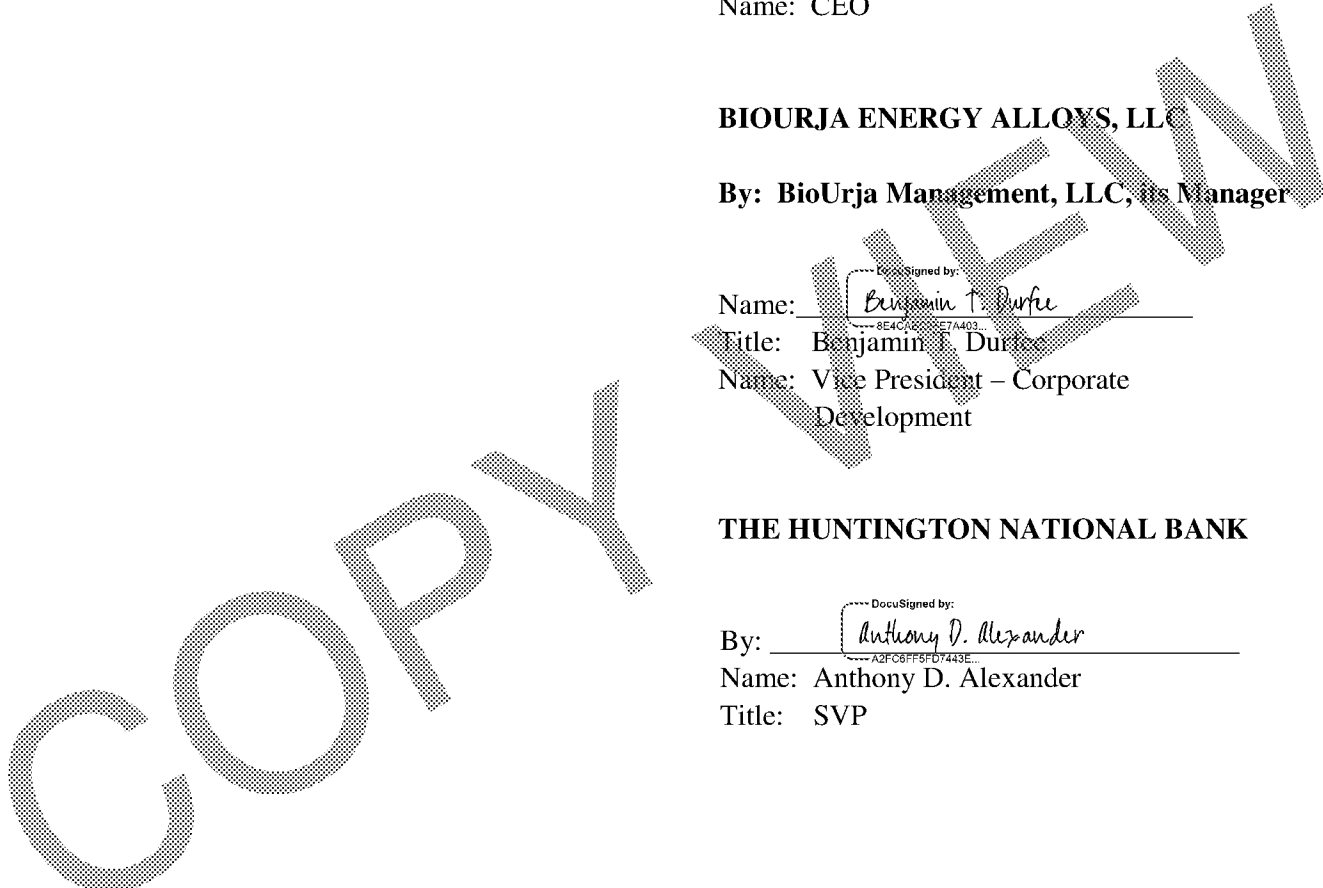 Name: CEO
BIOURJA ENERGY ALLOYS, LLC
By: BioUrja Management, LLC, its Manager
DocuSigned by:
Name: Benjamin T. Durfee
Title: Benjamin T. Durfee
Name: Vice President – Corporate
Development
THE HUNTINGTON NATIONAL BANK
DocuSigned by:
By: Anthony D. Alexander
A2FC6FF5FD7443E...
Name: Anthony D. Alexander
Title: SVP
COPY VIEW